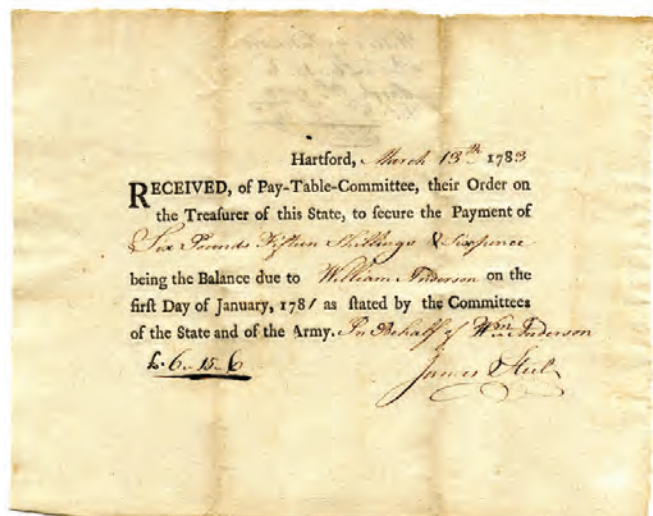 Hartford, March 13th 1783
RECEIVED, of Pay-Table-Committee, their Order on
the Treaſurer of this State, to ſecure the Payment of
Six Pounds Fifteen Shillings & Sixpence
being the Balance due to William Anderson on the
firſt Day of January, 1781 as ſtated by the Committees
of the State and of the Army. In Behalf of Wm. Anderson
£. 6-15-6
James Steel